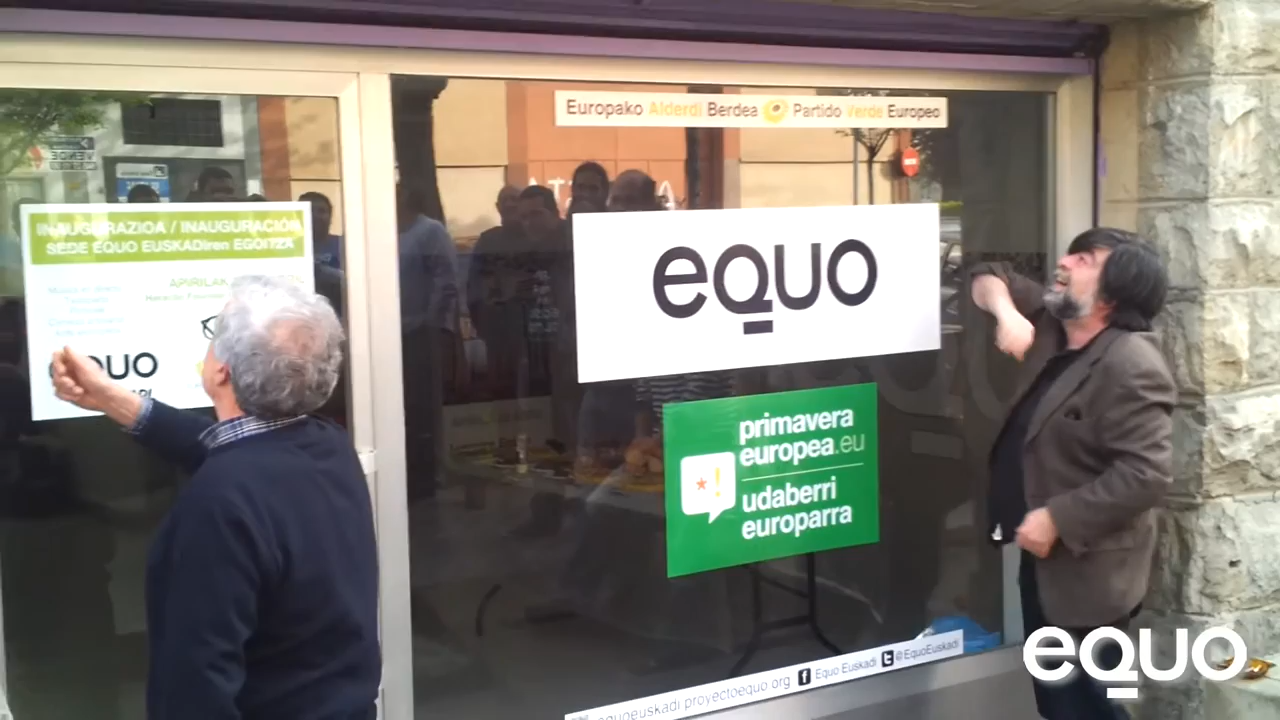 Europako Alderdi Berdea Partido Verde Europeo
INAUGURAZIOA / INAUGURACIÓN
SEDE EQUO EUSKADIren EGOITZA
APIRILAK
equo
primavera
europea.eu
udaberri
europarra
equoeuskadi.proyectoequo.org f Equo Euskadi t @EquoEuskadi
VENDE
equo